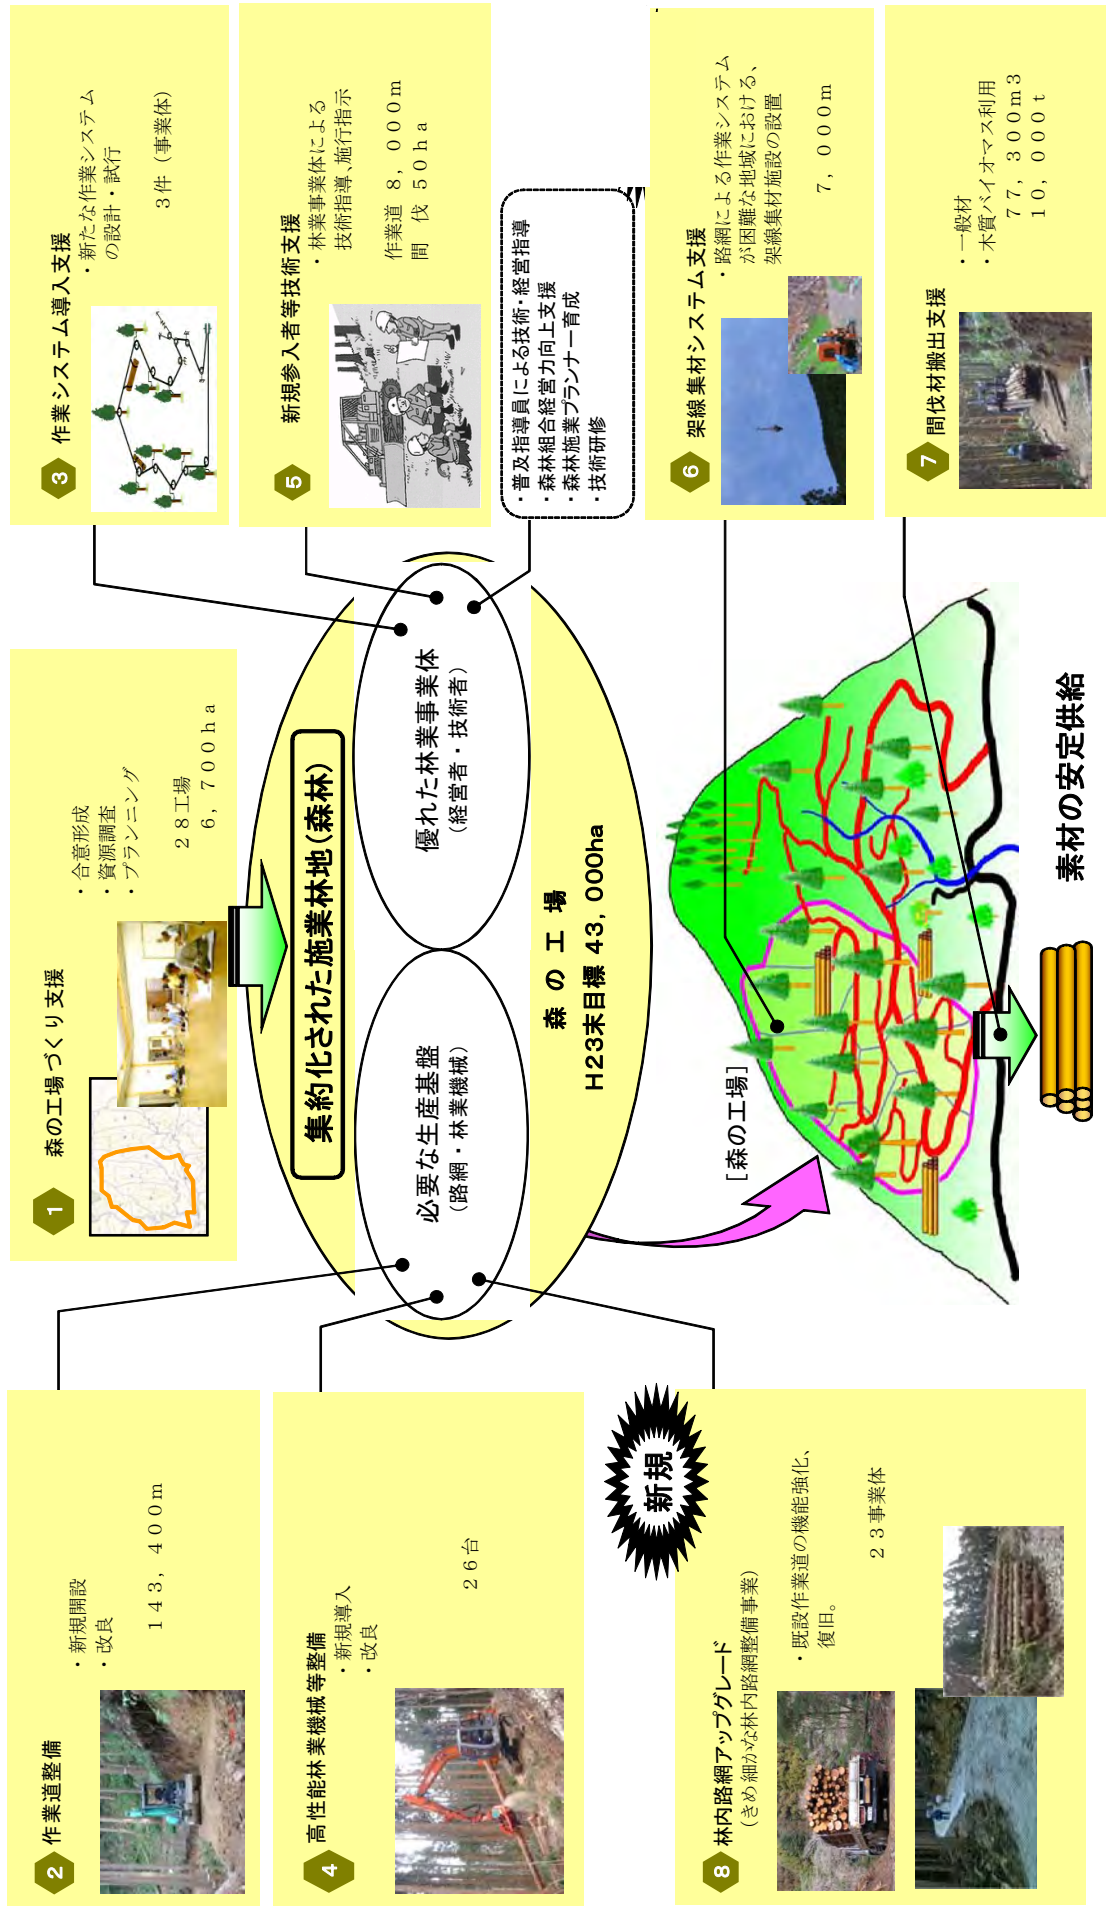 1
森の工場づくり支援
・合意形成
・資源調査
・プランニング
２８工場
６，７００ｈａ
2
作業道整備
・新規開設
・改良
１４３，４００ｍ
3
作業システム導入支援
・新たな作業システム
の設計・試行
３件（事業体）
4
高性能林業機械等整備
・新規導入
・改良
２６台
5
新規参入者等技術支援
・林業事業体による
技術指導、施行指示
作業道 ８，０００ｍ
間　伐 ５０ｈａ
・普及指導員による技術・経営指導
・森林組合経営力向上支援
・森林施業プランナー育成
・技術研修
集約化された施業林地（森林）
必要な生産基盤
（路網・林業機械）
優れた林業事業体
（経営者・技術者）
森 の 工 場
H23末目標 43,000ha
6
架線集材システム支援
・路網による作業システム
が困難な地域における、
架線集材施設の設置
７，０００ｍ
7
間伐材搬出支援
・一般材
・木質バイオマス利用
７７，３００ｍ３
１０，０００ｔ
新規
8
林内路網アップグレード
（きめ細かな林内路網整備事業）
・既設作業道の機能強化、
復旧。
２３事業体
［森の工場］
素材の安定供給